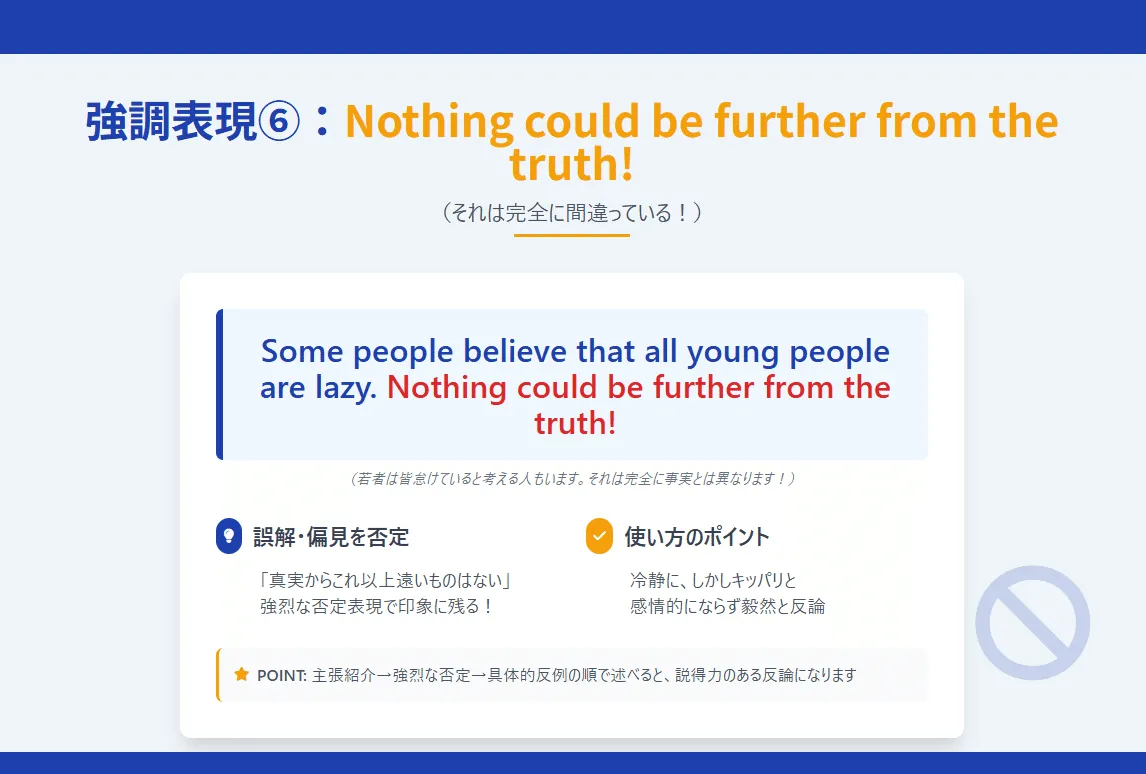 強調表現⑥：Nothing could be further from the
truth!
（それは完全に間違っている！）
Some people believe that all young people
are lazy. Nothing could be further from the
truth!
（若者は皆怠けていると考える人もいます。それは完全に事実とは異なります！）
誤解・偏見を否定
「真実からこれ以上遠いものはない」
強烈な否定表現で印象に残る！
使い方のポイント
冷静に、しかしキッパリと
感情的にならず毅然と反論
POINT: 主張紹介→強烈な否定→具体的反例の順で述べると、説得力のある反論になります